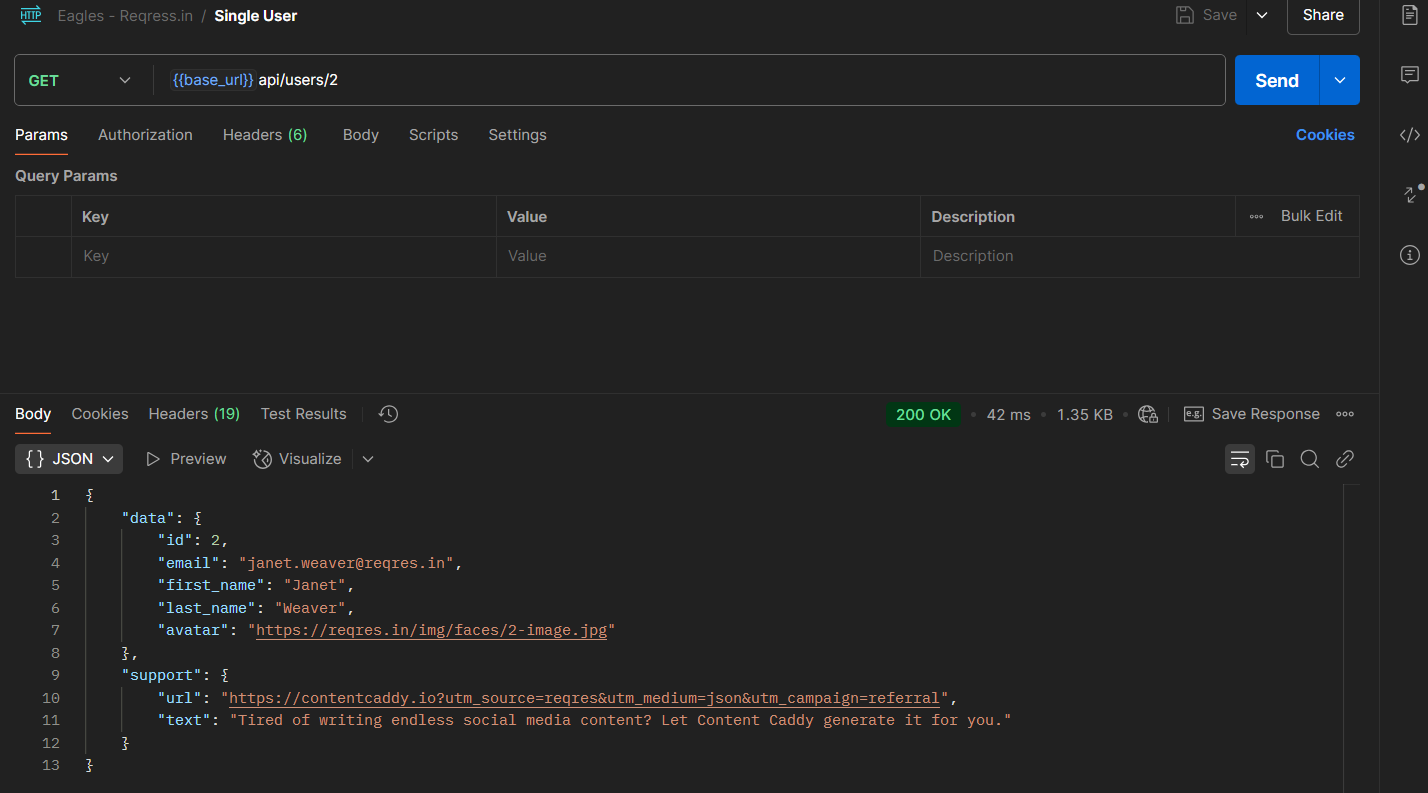 HTTP Eagles - Reqress.in / Single User Save Share
GET {{base_url}} api/users/2 Send
Params Authorization Headers (6) Body Scripts Settings Cookies
Query Params
Key Value Description Bulk Edit
Key Value Description
Body Cookies Headers (19) Test Results 200 OK 42 ms 1.35 KB e.g. Save Response
{} JSON Preview Visualize
1 {
2 "data": {
3 "id": 2,
4 "email": "janet.weaver@reqres.in",
5 "first_name": "Janet",
6 "last_name": "Weaver",
7 "avatar": "https://reqres.in/img/faces/2-image.jpg"
8 },
9 "support": {
10 "url": "https://contentcaddy.io?utm_source=reqres&utm_medium=json&utm_campaign=referral",
11 "text": "Tired of writing endless social media content? Let Content Caddy generate it for you."
12 }
13 }